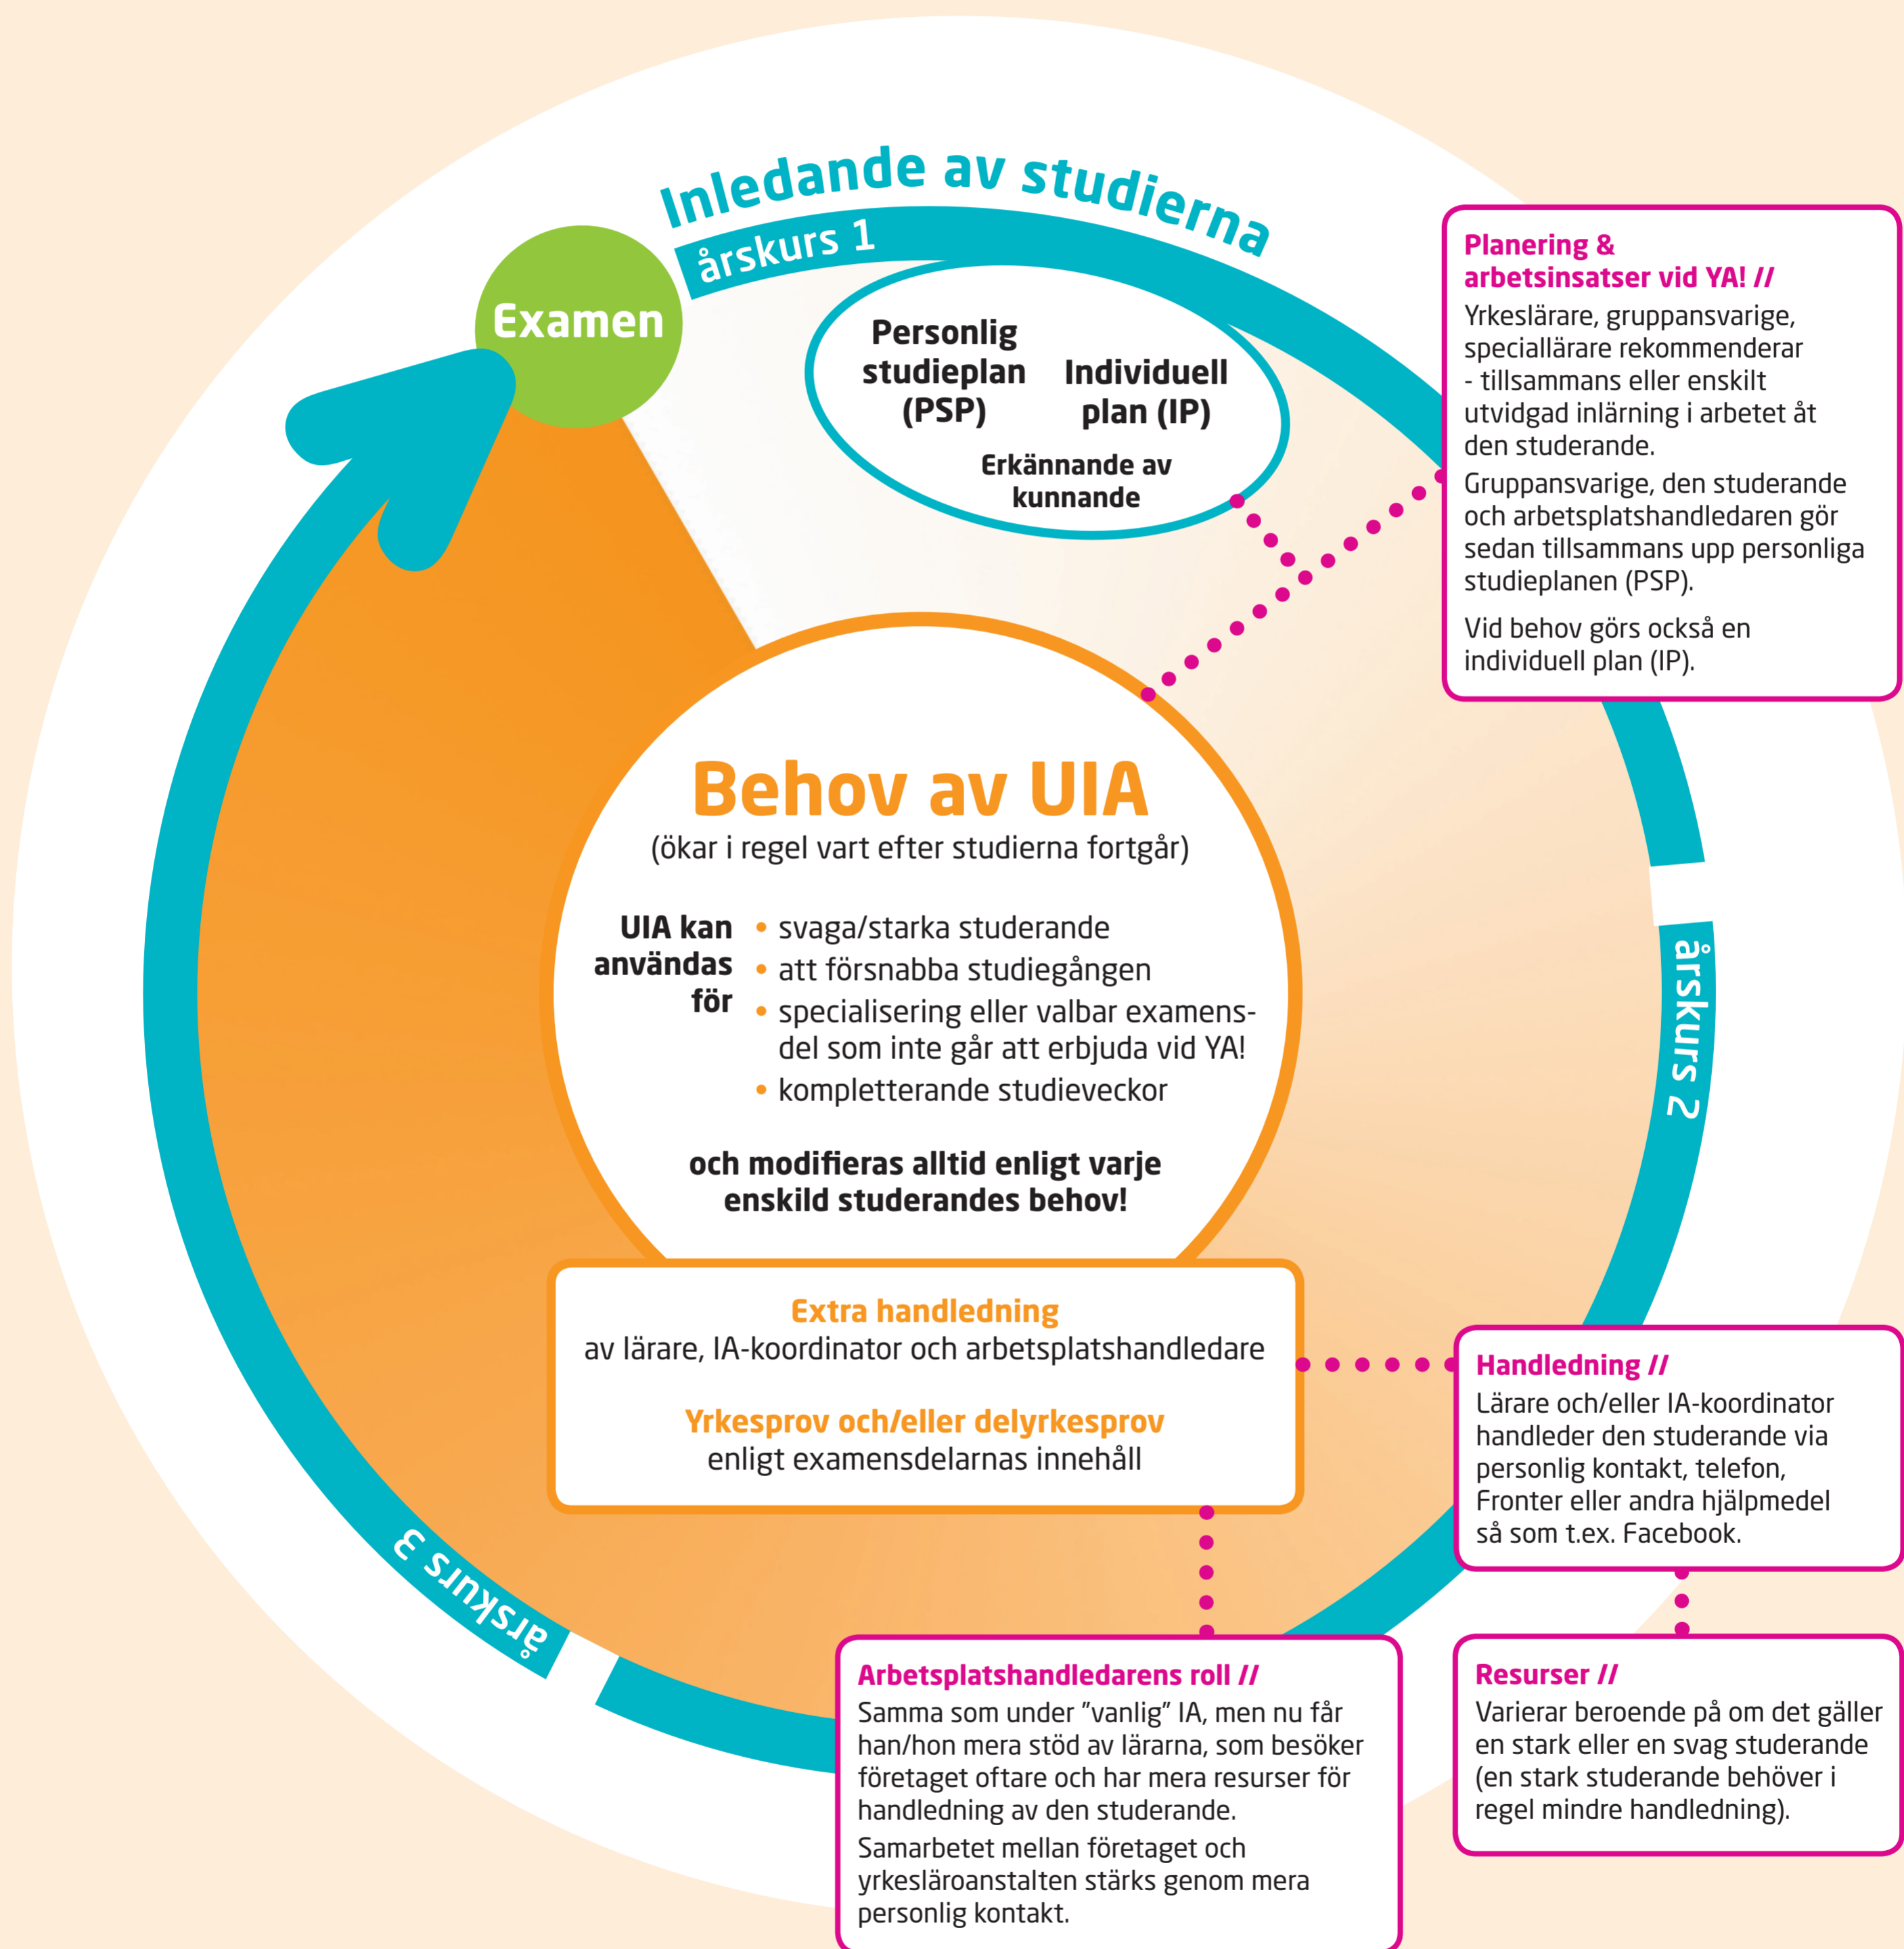 Inledande av studierna
årskurs 1
Examen
Personlig
studieplan
(PSP)
Individuell
plan (IP)
Erkännande av
kunnande
Planering &
arbetsinsatser vid YA! //
Yrkeslärare, gruppansvarige,
speciallärare rekommenderar
- tillsammans eller enskilt
utvidgad inlärning i arbetet åt
den studerande.
Gruppansvarige, den studerande
och arbetsplatshandledaren gör
sedan tillsammans upp personliga
studieplanen (PSP).
Vid behov görs också en
individuell plan (IP).
Behov av UIA
(ökar i regel vart efter studierna fortgår)
UIA kan
användas
för
• svaga/starka studerande
• att försnabba studiegången
• specialisering eller valbar examens-
del som inte går att erbjuda vid YA!
• kompletterande studieveckor
och modifieras alltid enligt varje
enskild studerandes behov!
årskurs 2
Extra handledning
av lärare, IA-koordinator och arbetsplatshandledare
Yrkesprov och/eller delyrkesprov
enligt examensdelarnas innehåll
Handledning //
Lärare och/eller IA-koordinator
handleder den studerande via
personlig kontakt, telefon,
Fronter eller andra hjälpmedel
så som t.ex. Facebook.
årskurs 3
Arbetsplatshandledarens roll //
Samma som under ”vanlig” IA, men nu får
han/hon mera stöd av lärarna, som besöker
företaget oftare och har mera resurser för
handledning av den studerande.
Samarbetet mellan företaget och
yrkesläroanstalten stärks genom mera
personlig kontakt.
Resurser //
Varierar beroende på om det gäller
en stark eller en svag studerande
(en stark studerande behöver i
regel mindre handledning).